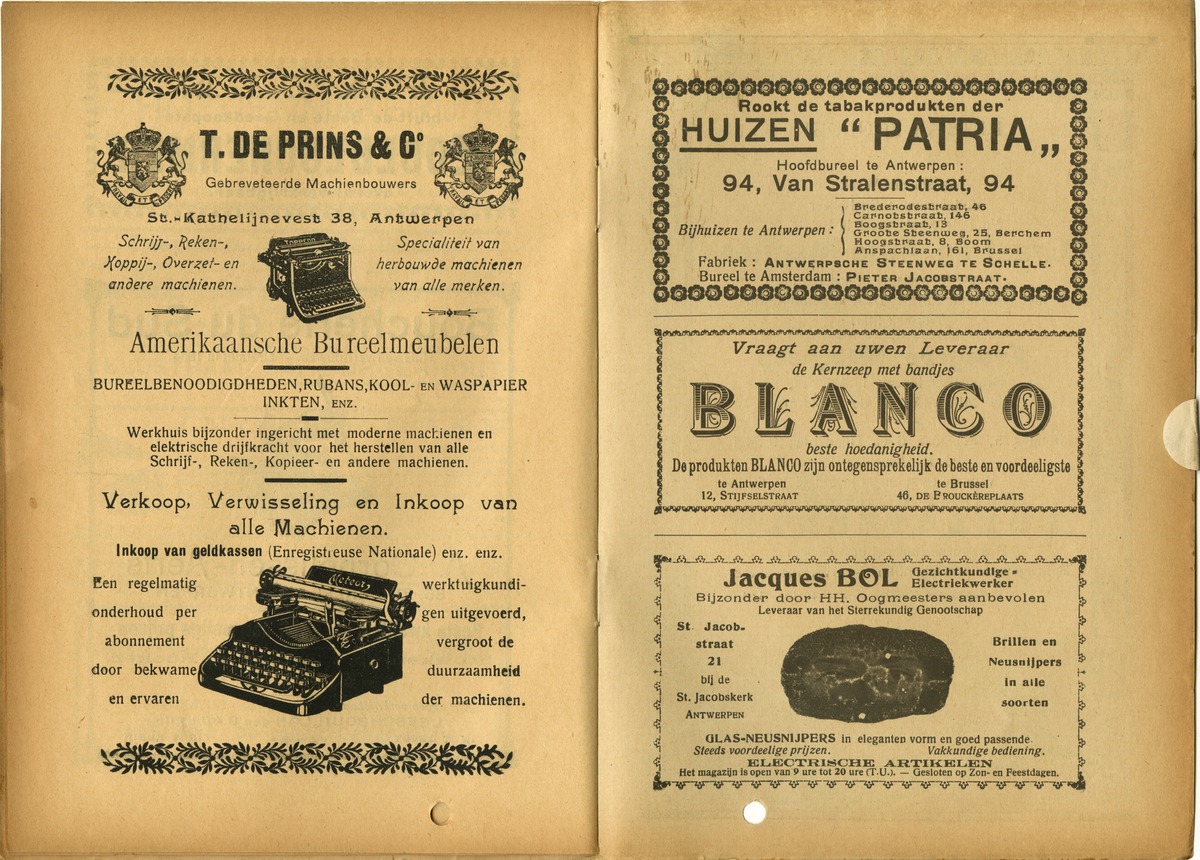 T. DE PRINS & C°
Gebreveteerde Machienbouwers
St.-Kathelijnevest 38, Antwerpen
Schrijf-, Reken-,
Koppij-, Overzet- en
andere machienen.
Specialiteit van
herbouwde machienen
van alle merken.
Amerikaansche Bureelmeubelen
BUREELBENOODIGDHEDEN, RUBANS, KOOL- EN WASPAPIER
INKTEN, ENZ.
Werkhuis bijzonder ingericht met moderne machienen en
elektrische drijfkracht voor het herstellen van alle
Schrijf-, Reken-, Kopieer- en andere machienen.
Verkoop, Verwisseling en Inkoop van
alle Machienen.
Inkoop van geldkassen (Enregistreuse Nationale) enz. enz.
Meteor
Een regelmatig
onderhoud per
abonnement
door bekwame
en ervaren
werktuigkundi-
gen uitgevoerd,
vergroot de
duurzaamheid
der machienen.
Rookt de tabakprodukten der
HUIZEN “ PATRIA „
Hoofdbureel te Antwerpen :
94, Van Stralenstraat, 94
Bijhuizen te Antwerpen :
Brederodestraat, 46
Carnotstraat, 146
Boogstraat, 13
Groote Steenweg, 25, Berchem
Hoogstraat, 8, Boom
Anspachlaan, 161, Brussel
Fabriek : ANTWERPSCHE STEENWEG TE SCHELLE.
Bureel te Amsterdam : PIETER JACOBSTRAAT.
Vraagt aan uwen Leveraar
de Kernzeep met bandjes
BLANCO
beste hoedanigheid.
De produkten BLANCO zijn ontegensprekelijk de beste en voordeeligste
te Antwerpen
12, STIJFSELSTRAAT
te Brussel
46, DE BROUCKÈREPLAATS
Jacques BOL Gezichtkundige-
Electriekwerker
Bijzonder door HH. Oogmeesters aanbevolen
Leveraar van het Sterrekundig Genootschap
St. Jacob-
straat
21
bij de
St. Jacobskerk
ANTWERPEN
Brillen en
Neusnijpers
in alle
soorten
GLAS-NEUSNIJPERS in eleganten vorm en goed passende
Steeds voordeelige prijzen. Vakkundige bediening.
ELECTRISCHE ARTIKELEN
Het magazijn is open van 9 ure tot 20 ure (T.U.). — Gesloten op Zon- en Feestdagen.